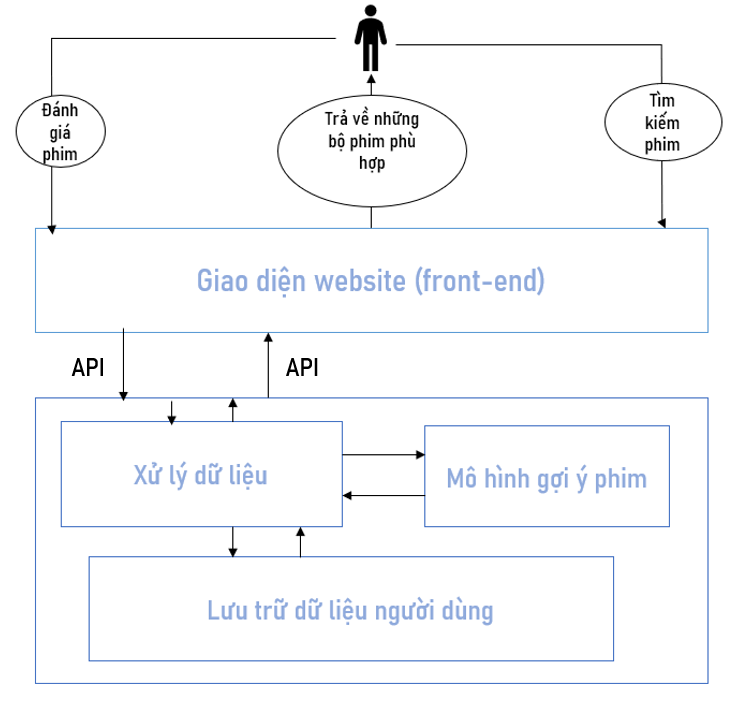 Đánh
giá
phim
Trả về những
bộ phim phù
hợp
Tìm
kiếm
phim
Giao diện website (front-end)
API
API
Xử lý dữ liệu
Mô hình gợi ý phim
Lưu trữ dữ liệu người dùng